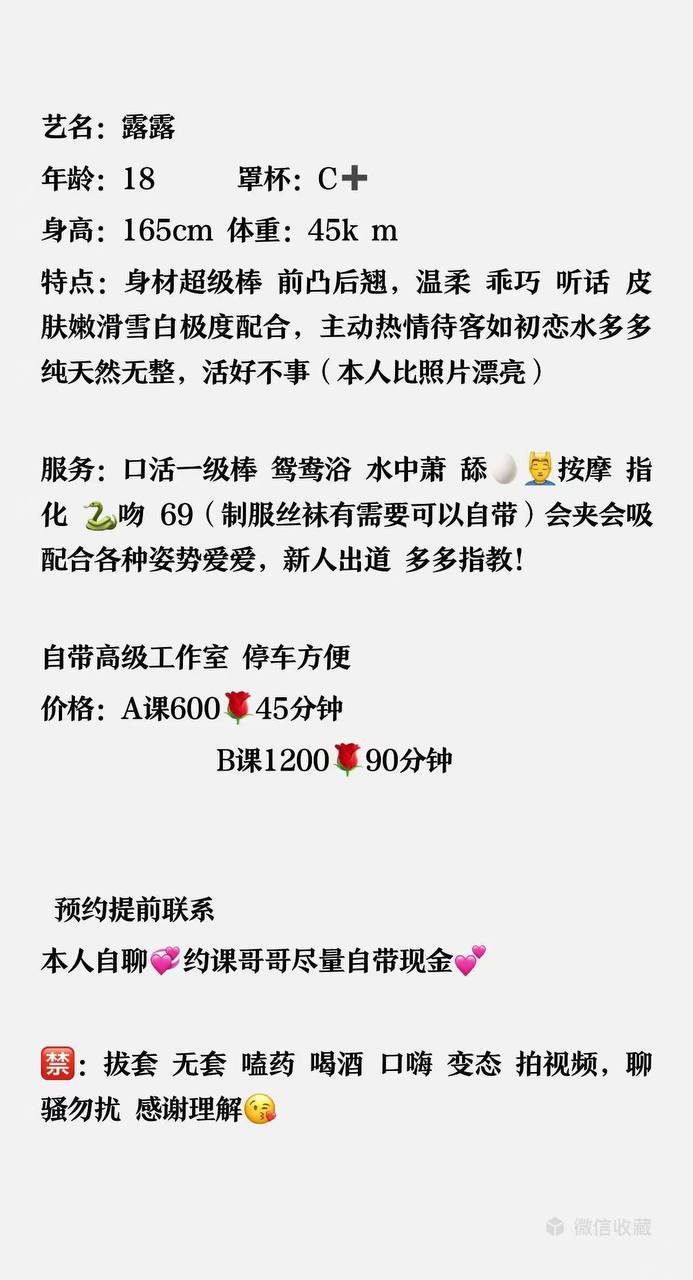 艺名：露露
年龄：18 罩杯：C➕
身高：165cm 体重：45k m
特点：身材超级棒 前凸后翘，温柔 乖巧 听话 皮
肤嫩滑雪白极度配合，主动热情待客如初恋水多多
纯天然无整，活好不事（本人比照片漂亮）
服务：口活一级棒 鸳鸯浴 水中萧 舔🥚💆‍♂️按摩 指
化 🐍吻 69（制服丝袜有需要可以自带）会夹会吸
配合各种姿势爱爱，新人出道 多多指教！
自带高级工作室 停车方便
价格：A课600🌹45分钟
B课1200🌹90分钟
预约提前联系
本人自聊💞约课哥哥尽量自带现金💕
🈲：拔套 无套 嗑药 喝酒 口嗨 变态 拍视频，聊
骚勿扰 感谢理解😘
微信收藏